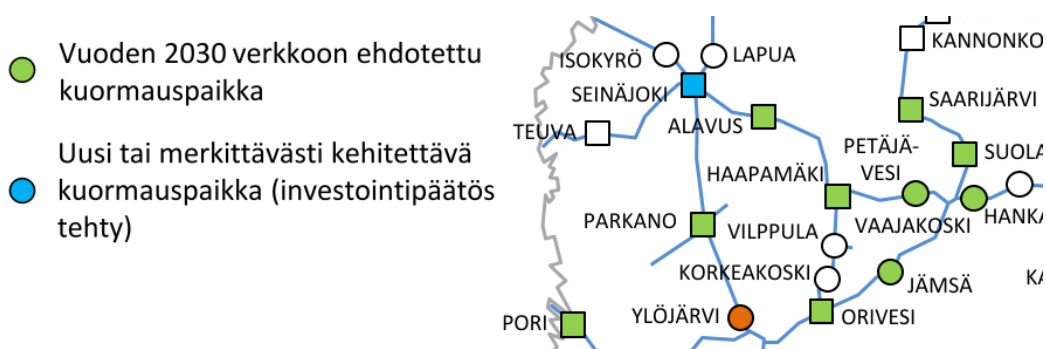 Vuoden 2030 verkkoon ehdotettu
kuormauspaikka
Uusi tai merkittävästi kehitettävä
kuormauspaikka (investointipäätös
tehty)
ISOKYRÖ
LAPUA
KANNONKO
SEINÄJOKI
SAARIJÄRVI
TEUVA
ALAVUS
PETÄJÄ-
VESI
SUOLA
HAAPAMÄKI
PARKANO
VILPPULA
VAAJAKOSKI
HANKA
KORKEAKOSKI
JÄMSÄ
KA
PORI
YLÖJÄRVI
ORIVESI